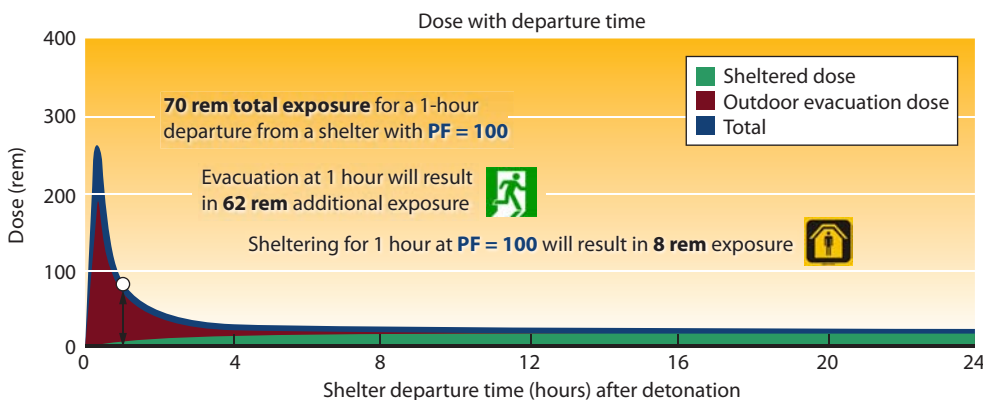 Dose with departure time
400
300
200
100
0
Dose (rem)
70 rem total exposure for a 1-hour
departure from a shelter with PF = 100
Evacuation at 1 hour will result
in 62 rem additional exposure
Sheltering for 1 hour at PF = 100 will result in 8 rem exposure
Sheltered dose
Outdoor evacuation dose
Total
0 4 8 12 16 20 24
Shelter departure time (hours) after detonation